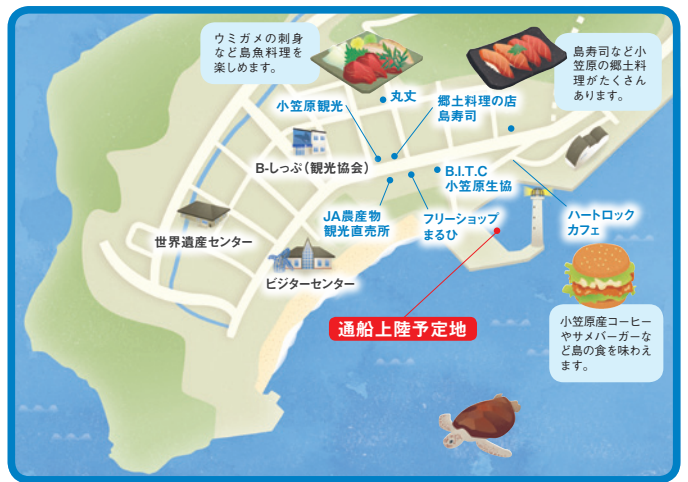 ウミガメの刺身
など島魚料理を
楽しめます。
島寿司など小
笠原の郷土料
理がたくさん
あります。
丸丈
小笠原観光
郷土料理の店
島寿司
B-しっぷ（観光協会）
B.I.T.C
小笠原生協
JA農産物
観光直売所
フリーショップ
まるひ
ハートロック
カフェ
世界遺産センター
ビジターセンター
通船上陸予定地
小笠原産コーヒー
やサメバーガーな
ど島の食を味わえ
ます。